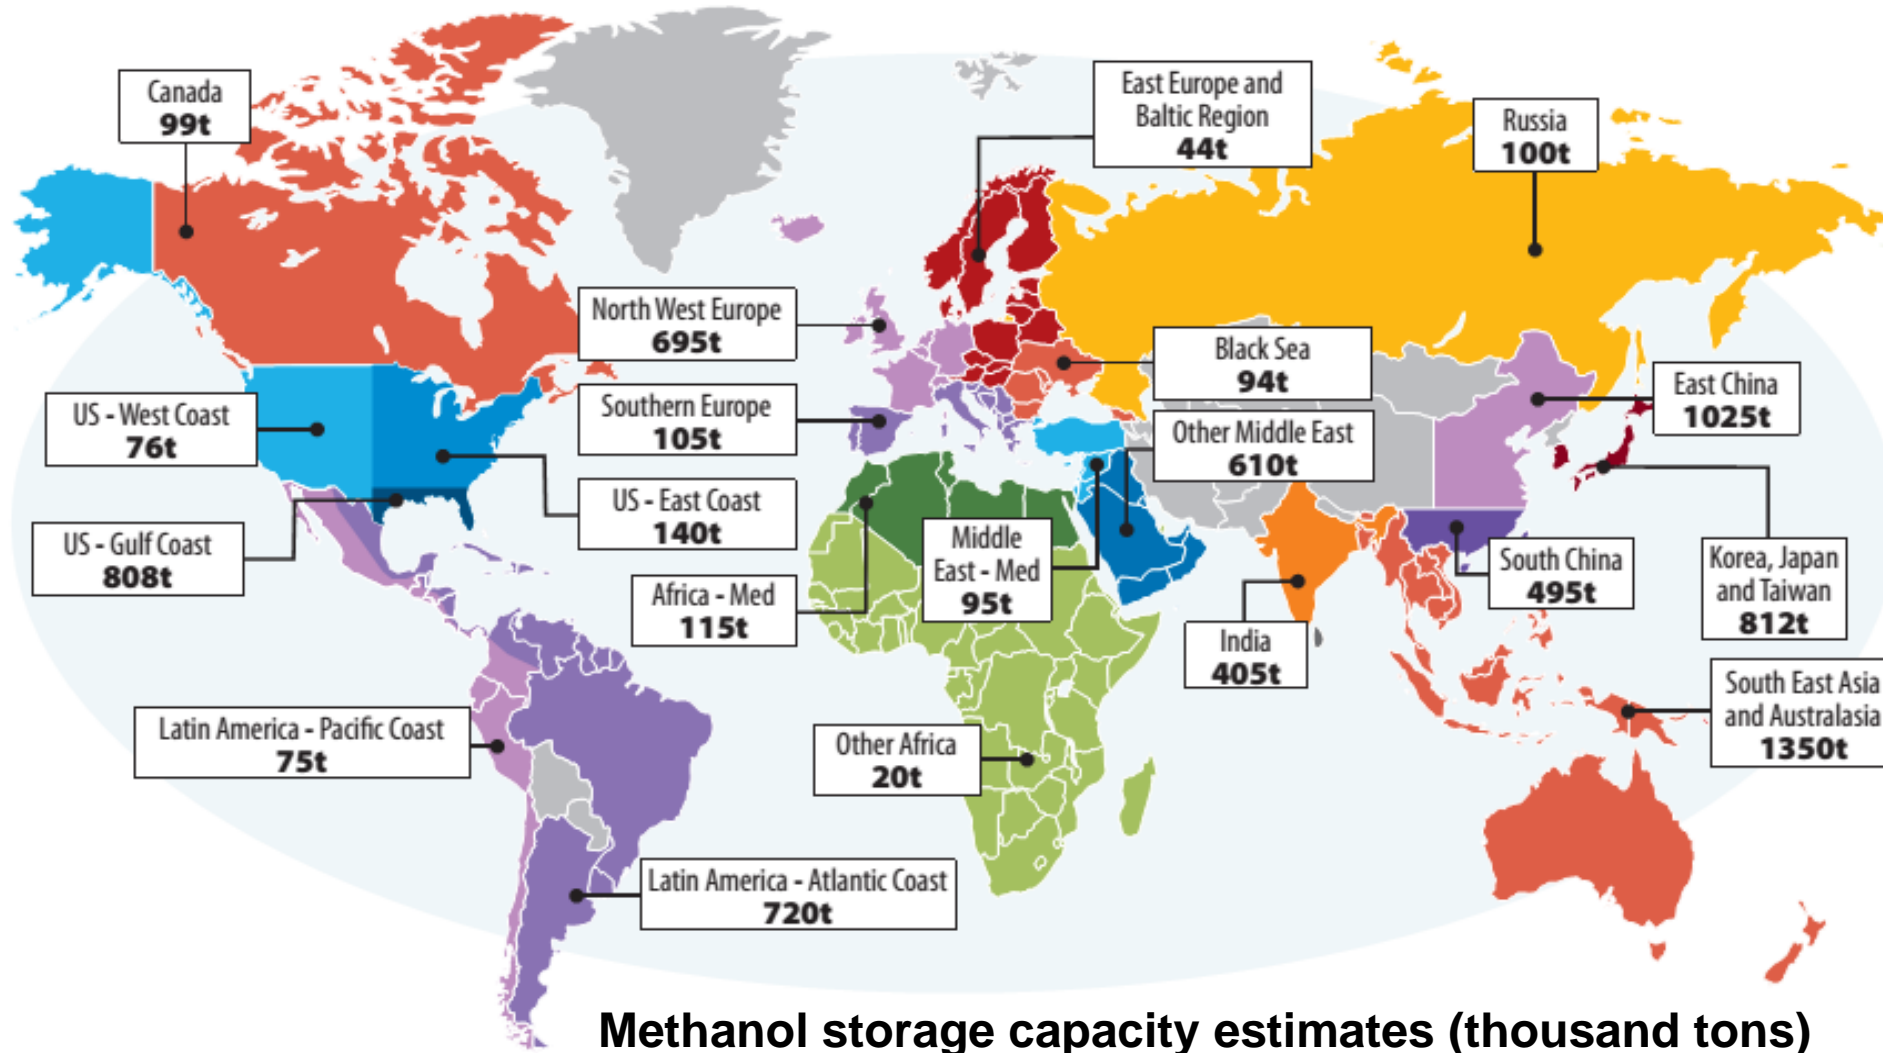 Canada
99t
East Europe and
Baltic Region
44t
Russia
100t
North West Europe
695t
Black Sea
94t
East China
1025t
US - West Coast
76t
Southern Europe
105t
Other Middle East
610t
US - East Coast
140t
US - Gulf Coast
808t
Middle
East - Med
95t
South China
495t
Korea, Japan
and Taiwan
812t
Africa - Med
115t
India
405t
South East Asia
and Australasia
1350t
Latin America - Pacific Coast
75t
Other Africa
20t
Latin America - Atlantic Coast
720t
Methanol storage capacity estimates (thousand tons)